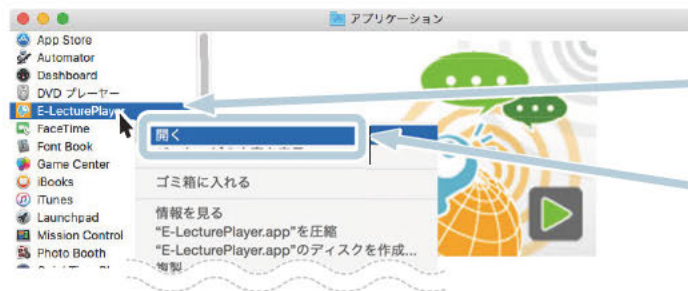 アプリケーション
App Store
Automator
Dashboard
DVD プレーヤー
E-LecturePlayer
FaceTime
Font Book
Game Center
iBooks
iTunes
Launchpad
Mission Control
Photo Booth
開く
ゴミ箱に入れる
情報を見る
“E-LecturePlayer.app”を圧縮
“E-LecturePlayer.app”のディスクを作成...
複製